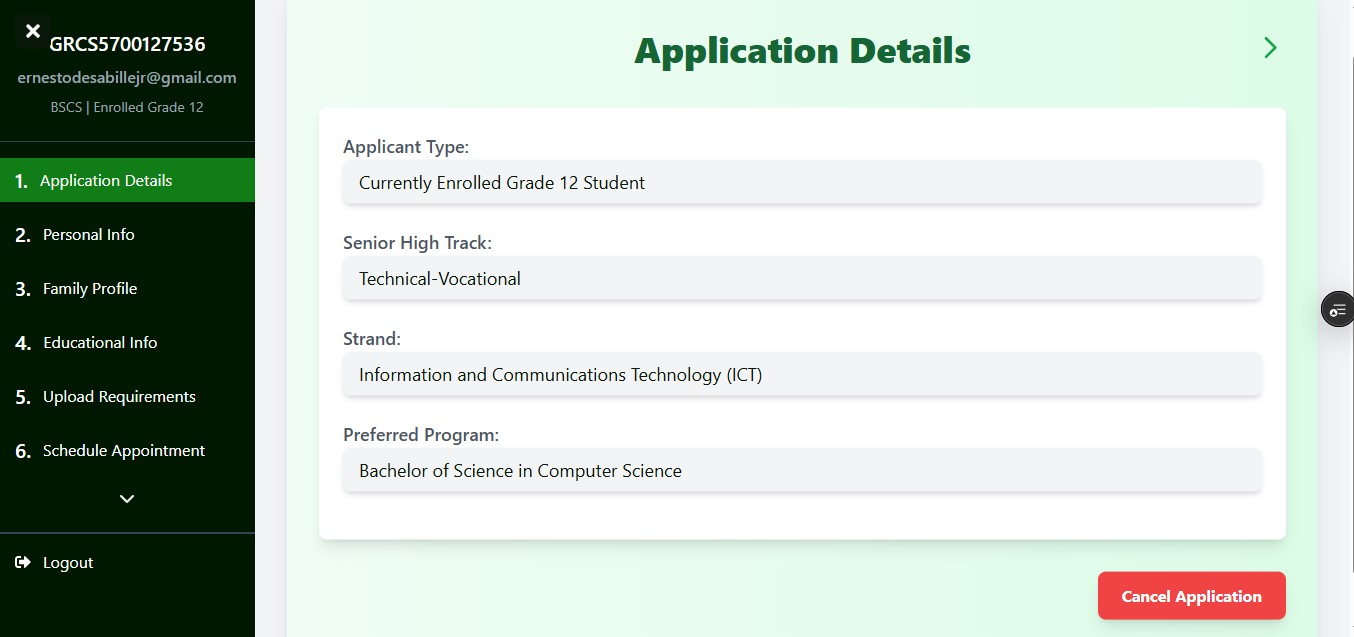 GRCS5700127536
ernestodesabillejr@gmail.com
BSCS | Enrolled Grade 12
1. Application Details
2. Personal Info
3. Family Profile
4. Educational Info
5. Upload Requirements
6. Schedule Appointment
Logout
Application Details
Applicant Type:
Currently Enrolled Grade 12 Student
Senior High Track:
Technical-Vocational
Strand:
Information and Communications Technology (ICT)
Preferred Program:
Bachelor of Science in Computer Science
Cancel Application